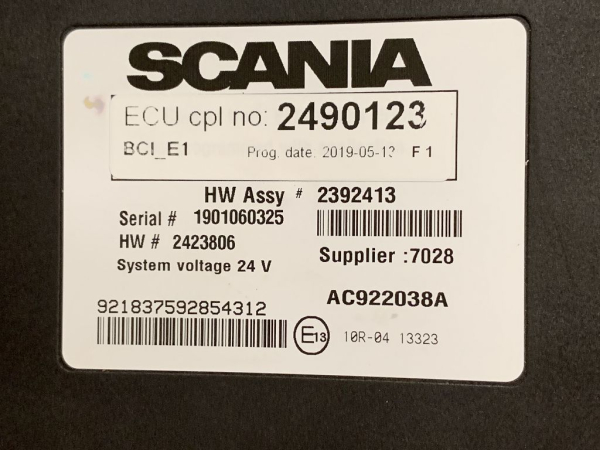 SCANIA
ECU cpl no: 2490123
BCI_E1 Prog. date. 2019-05-13 F 1
HW Assy # 2392413
Serial # 1901060325
HW # 2423806
Supplier :7028
System voltage 24 V
AC922038A
921837592854312
E13 10R-04 13323